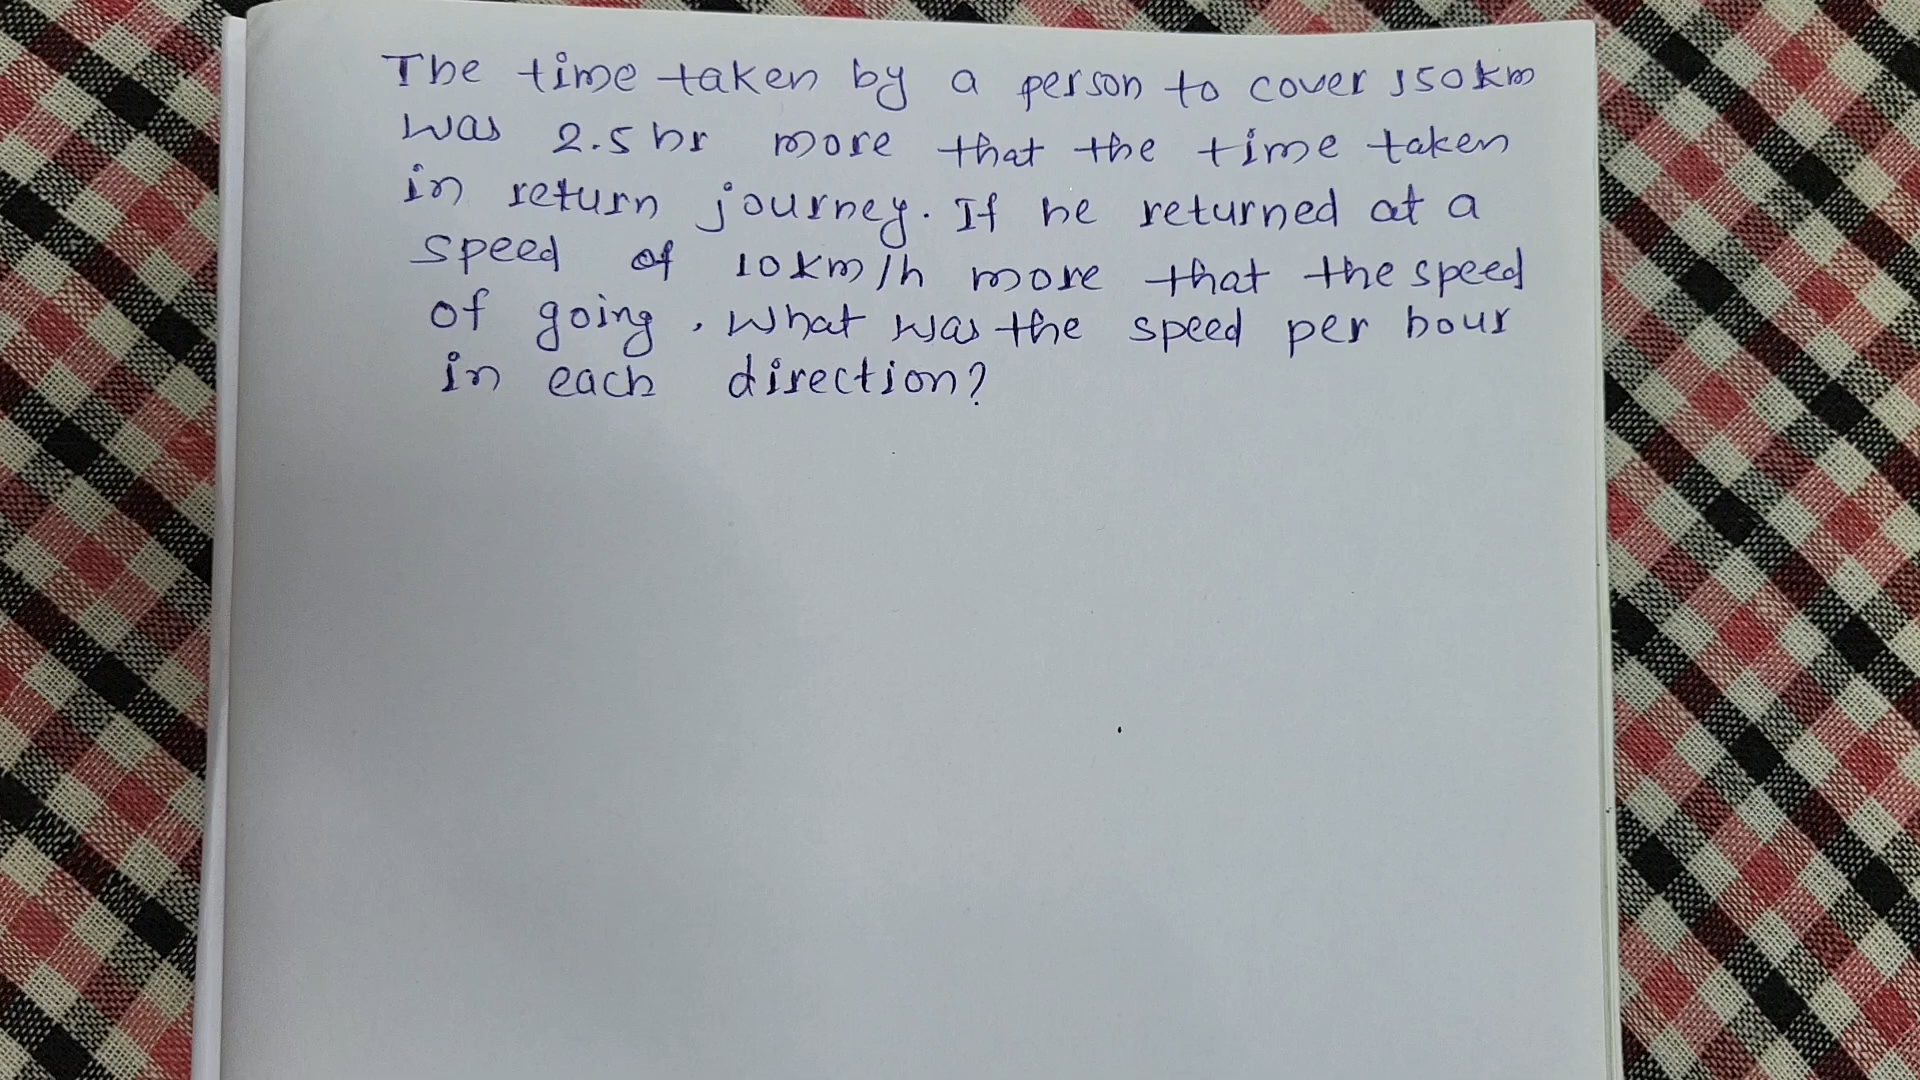 The time taken by a person to cover 150km
was 2.5 hr more that the time taken
in return journey. If he returned at a
speed of 10km/h more that the speed
of going. What was the speed per hour
in each direction?